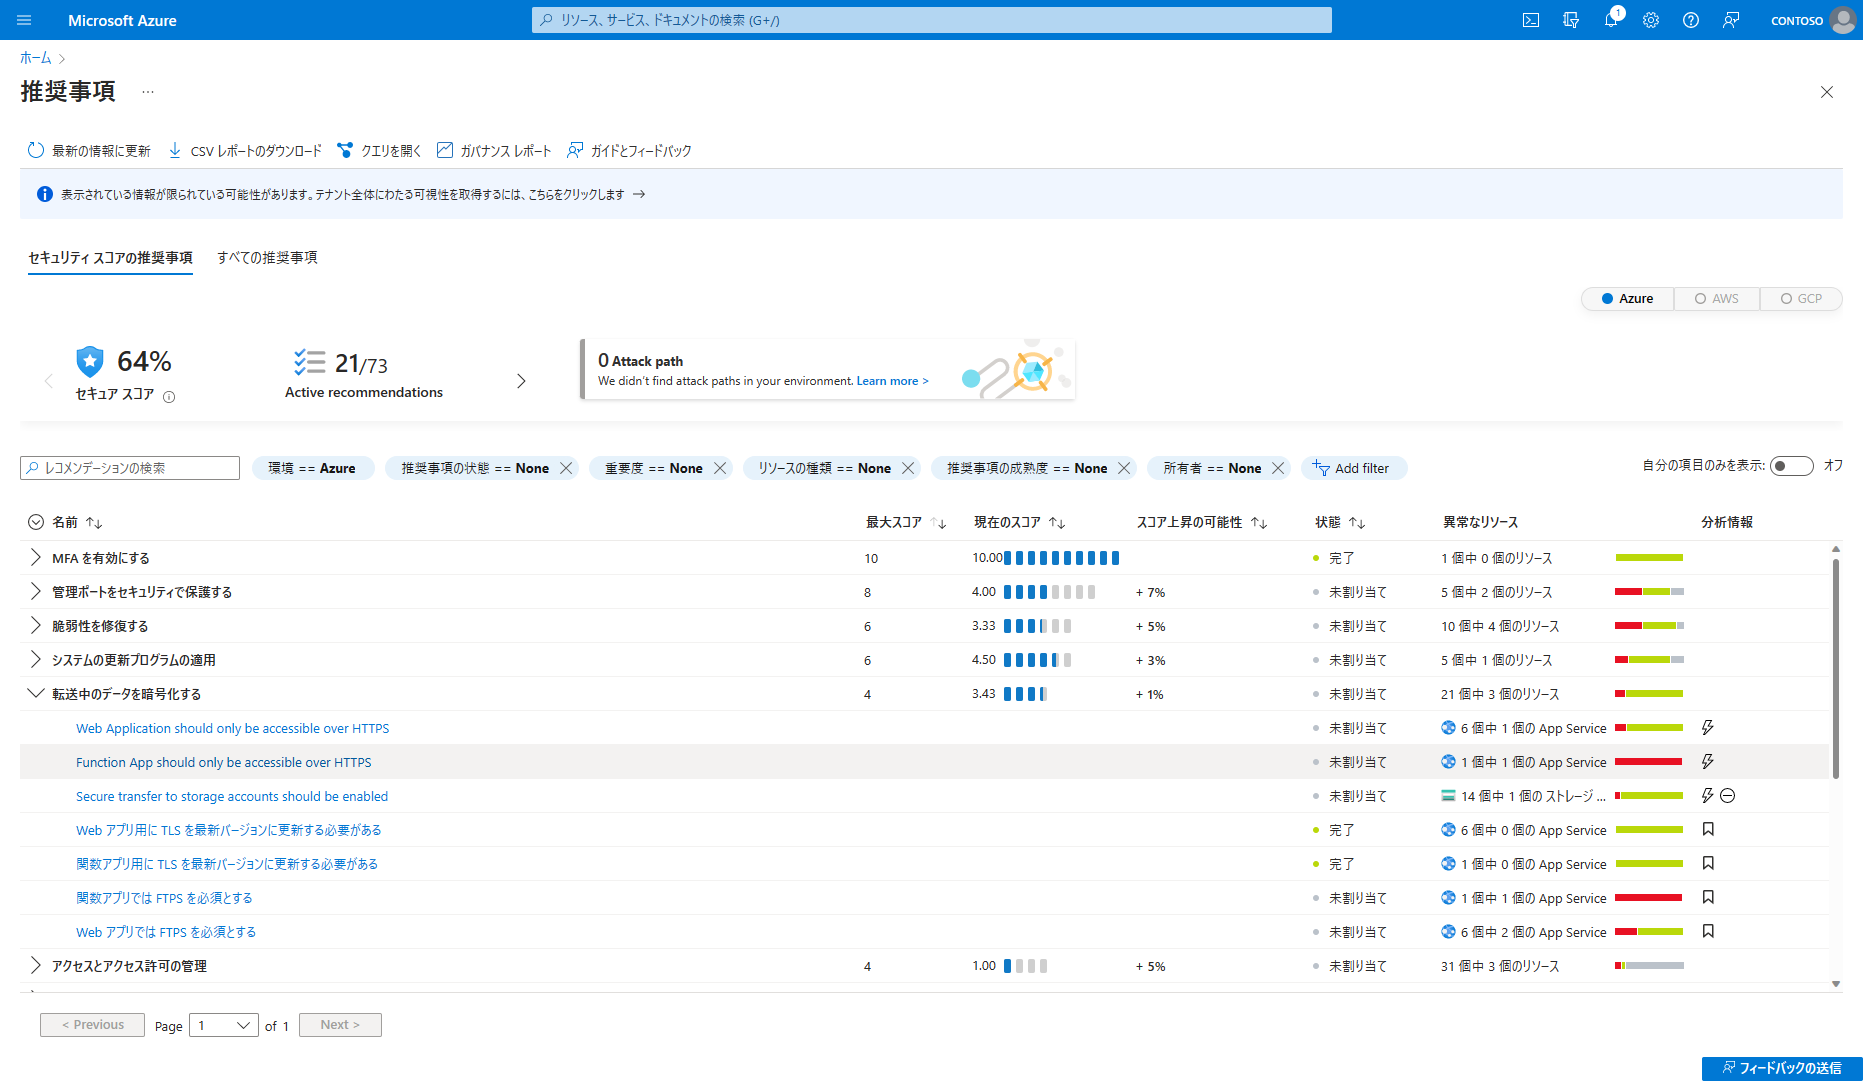 Microsoft Azure
リソース、サービス、ドキュメントの検索 (G+/)
1
CONTOSO
ホーム
推奨事項
最新の情報に更新 CSV レポートのダウンロード クエリを開く ガバナンス レポート ガイドとフィードバック
表示されている情報が限られている可能性があります。テナント全体にわたる可視性を取得するには、こちらをクリックします →
セキュリティ スコアの推奨事項 すべての推奨事項
Azure AWS GCP
64%
セキュア スコア
21/73
Active recommendations
0 Attack path
We didn't find attack paths in your environment. Learn more >
レコメンデーションの検索 環境 == Azure 推奨事項の状態 == None 重要度 == None リソースの種類 == None 推奨事項の成熟度 == None 所有者 == None Add filter 自分の項目のみを表示: オフ
名前 最大スコア 現在のスコア スコア上昇の可能性 状態 異常なリソース 分析情報
MFA を有効にする 10 10.00 完了 1 個中 0 個のリソース
管理ポートをセキュリティで保護する 8 4.00 + 7% 未割り当て 5 個中 2 個のリソース
脆弱性を修復する 6 3.33 + 5% 未割り当て 10 個中 4 個のリソース
システムの更新プログラムの適用 6 4.50 + 3% 未割り当て 5 個中 1 個のリソース
転送中のデータを暗号化する 4 3.43 + 1% 未割り当て 21 個中 3 個のリソース
Web Application should only be accessible over HTTPS 未割り当て 6 個中 1 個の App Service
Function App should only be accessible over HTTPS 未割り当て 1 個中 1 個の App Service
Secure transfer to storage accounts should be enabled 未割り当て 14 個中 1 個の ストレージ ...
Web アプリ用に TLS を最新バージョンに更新する必要がある 完了 6 個中 0 個の App Service
関数アプリ用に TLS を最新バージョンに更新する必要がある 完了 1 個中 0 個の App Service
関数アプリでは FTPS を必須とする 未割り当て 1 個中 1 個の App Service
Web アプリでは FTPS を必須とする 未割り当て 6 個中 2 個の App Service
アクセスとアクセス許可の管理 4 1.00 + 5% 未割り当て 31 個中 3 個のリソース
< Previous Page 1 of 1 Next >
フィードバックの送信